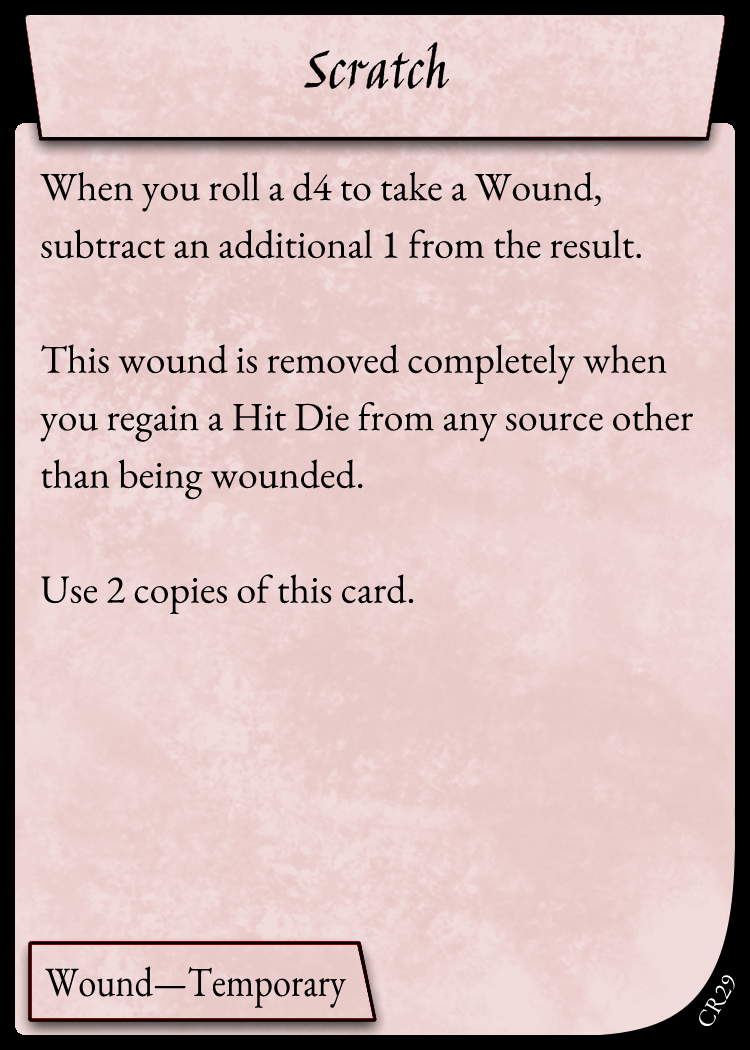 Scratch
When you roll a d4 to take a Wound,
subtract an additional 1 from the result.
This wound is removed completely when
you regain a Hit Die from any source other
than being wounded.
Use 2 copies of this card.
Wound—Temporary
CR29